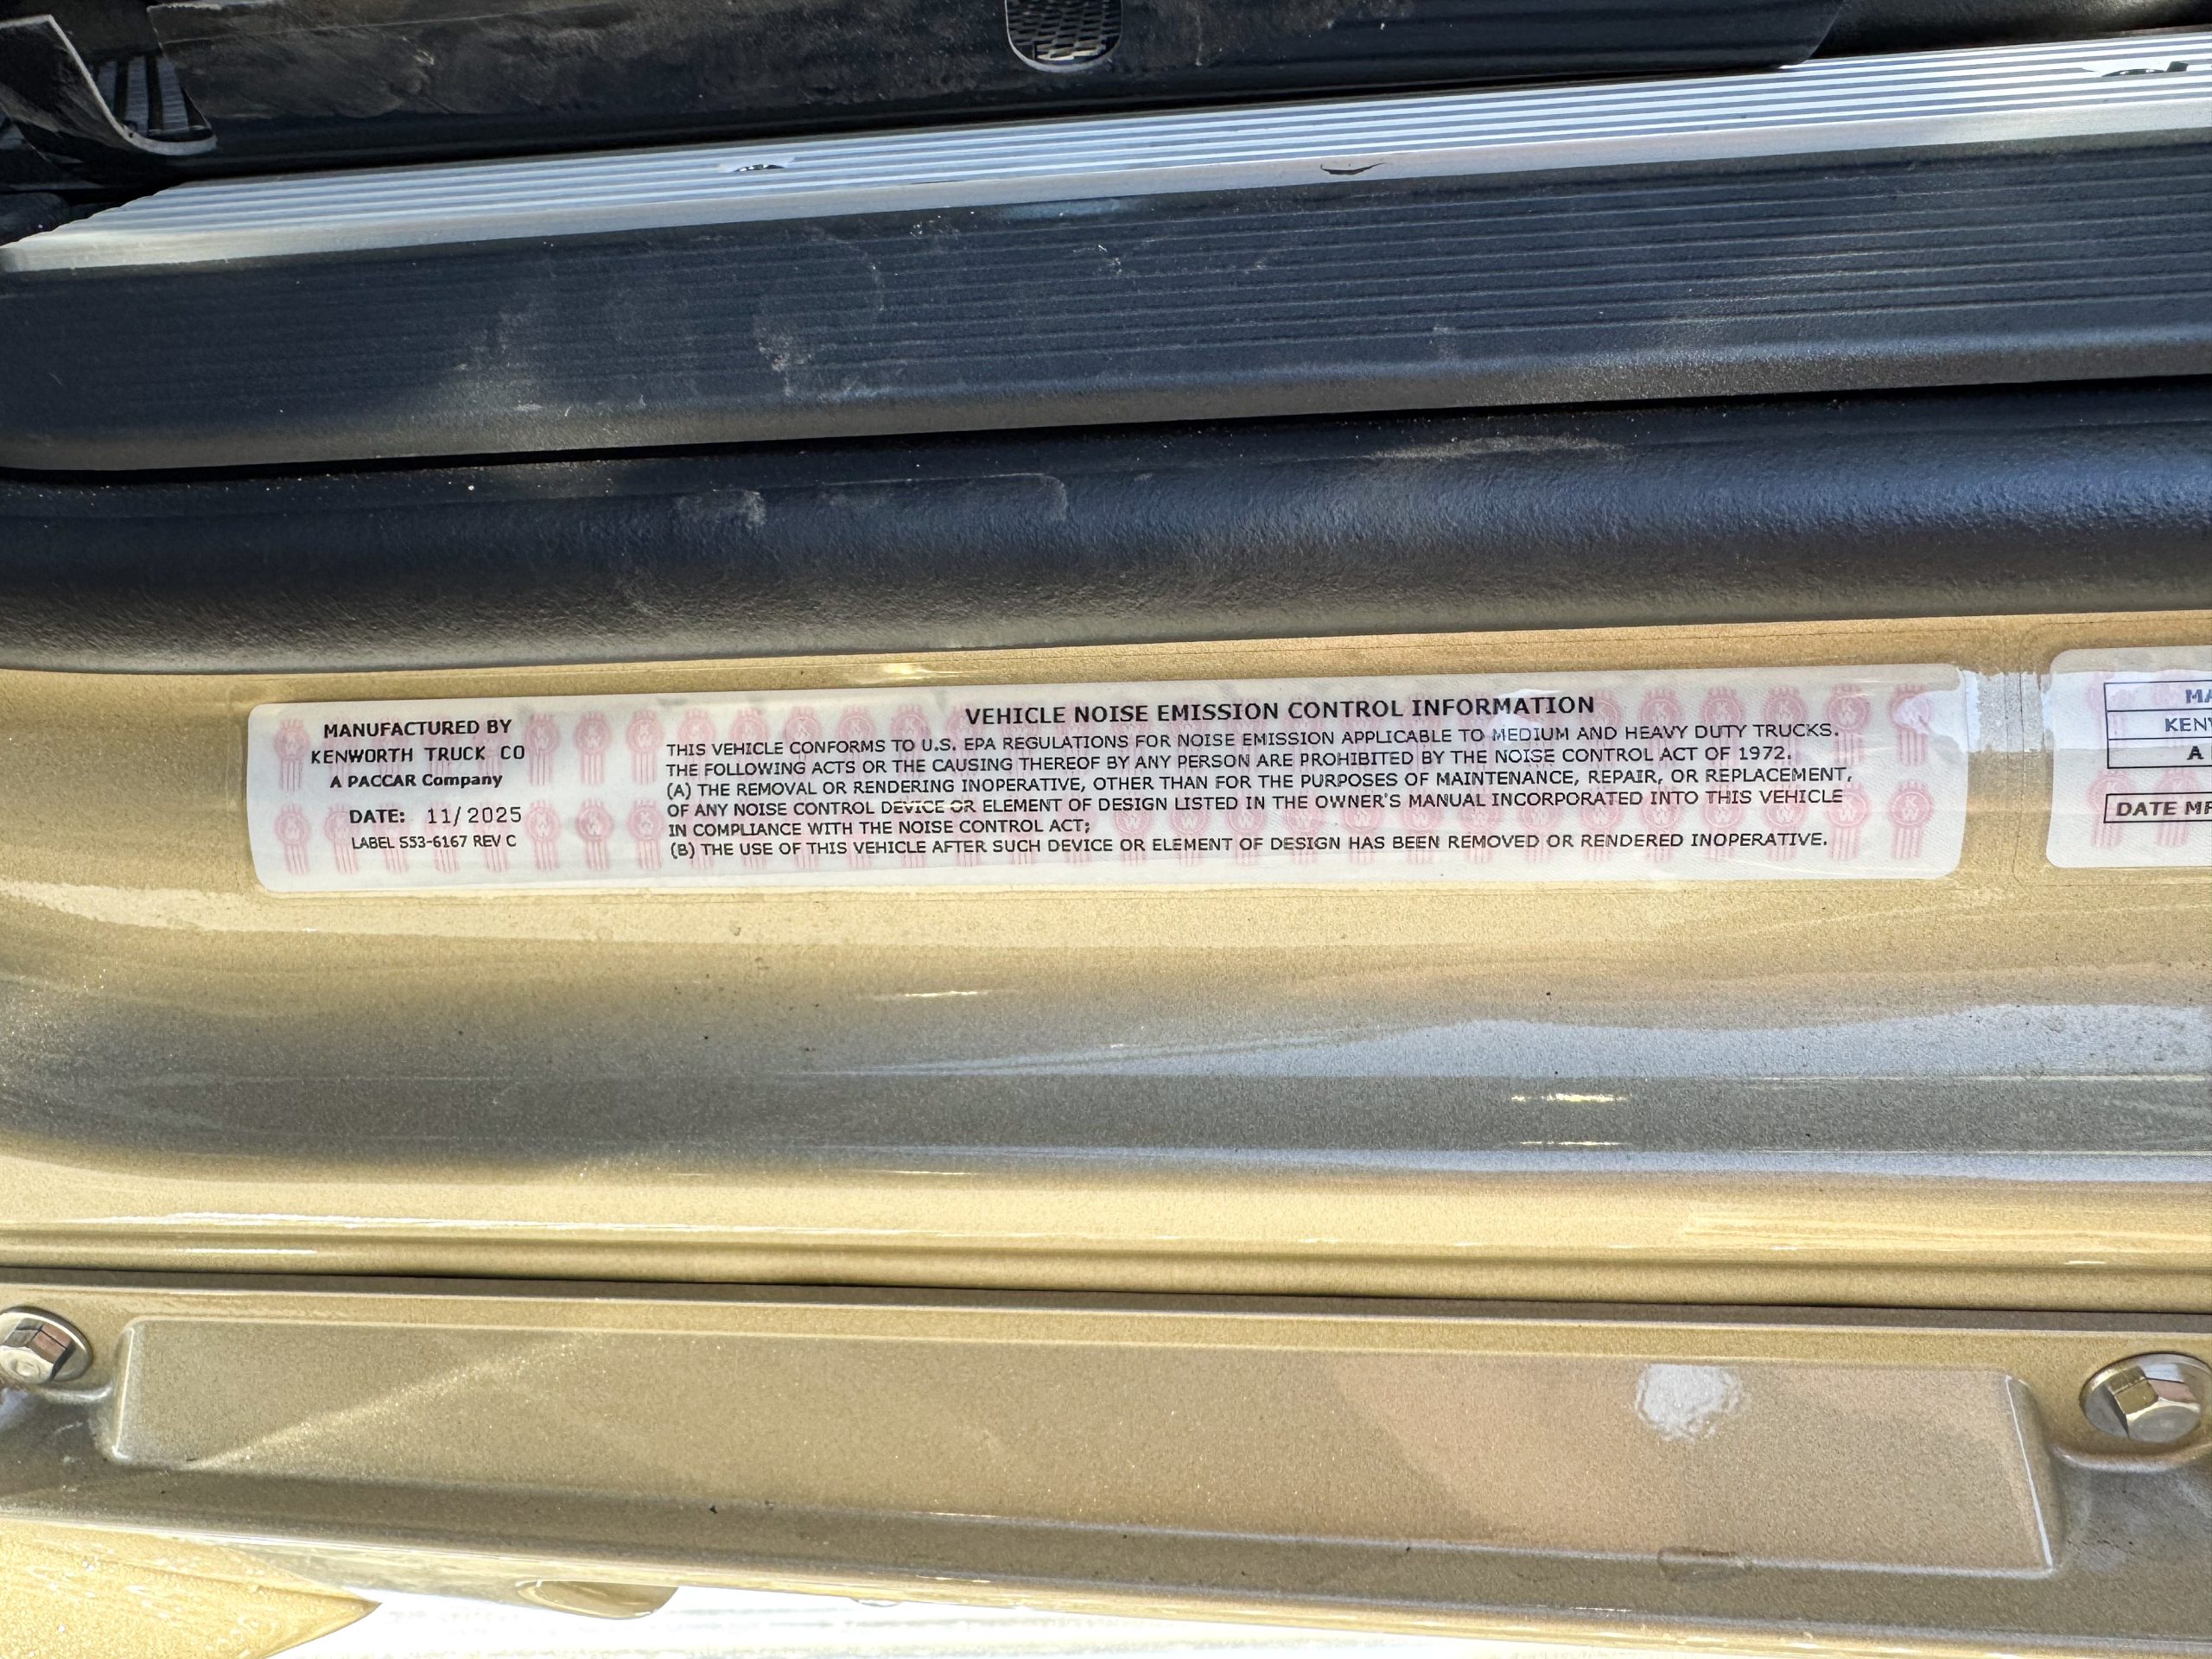 MANUFACTURED BY
KENWORTH TRUCK CO
A PACCAR Company
DATE: 11/2025
LABEL S53-6167 REV C
VEHICLE NOISE EMISSION CONTROL INFORMATION
THIS VEHICLE CONFORMS TO U.S. EPA REGULATIONS FOR NOISE EMISSION APPLICABLE TO MEDIUM AND HEAVY DUTY TRUCKS.
THE FOLLOWING ACTS OR THE CAUSING THEREOF BY ANY PERSON ARE PROHIBITED BY THE NOISE CONTROL ACT OF 1972.
(A) THE REMOVAL OR RENDERING INOPERATIVE, OTHER THAN FOR THE PURPOSES OF MAINTENANCE, REPAIR, OR REPLACEMENT,
OF ANY NOISE CONTROL DEVICE OR ELEMENT OF DESIGN LISTED IN THE OWNER'S MANUAL INCORPORATED INTO THIS VEHICLE
IN COMPLIANCE WITH THE NOISE CONTROL ACT;
(B) THE USE OF THIS VEHICLE AFTER SUCH DEVICE OR ELEMENT OF DESIGN HAS BEEN REMOVED OR RENDERED INOPERATIVE.
A
DATE